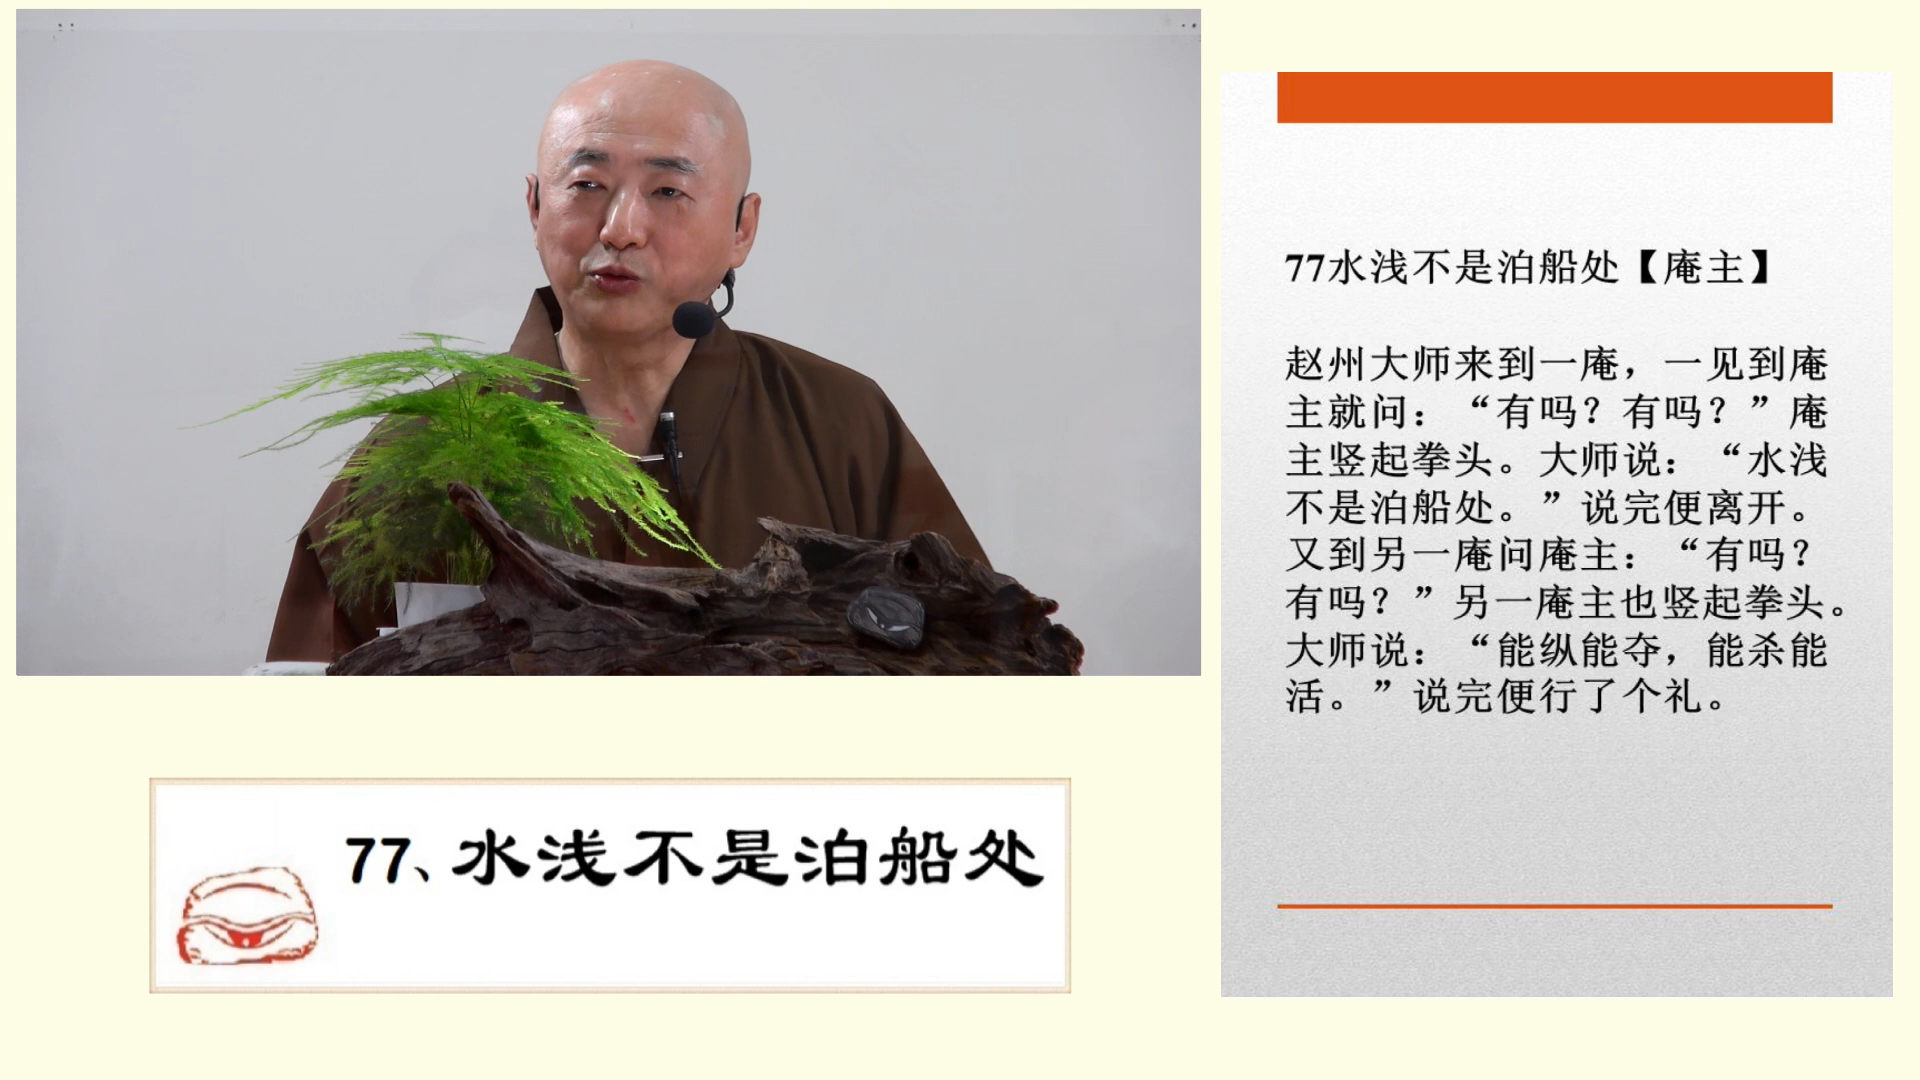 77水浅不是泊船处【庵主】
赵州大师来到一庵，一见到庵
主就问：“有吗？有吗？”庵
主竖起拳头。大师说：“水浅
不是泊船处。”说完便离开。
又到另一庵问庵主：“有吗？
有吗？”另一庵主也竖起拳头。
大师说：“能纵能夺，能杀能
活。”说完便行了个礼。
77、水浅不是泊船处